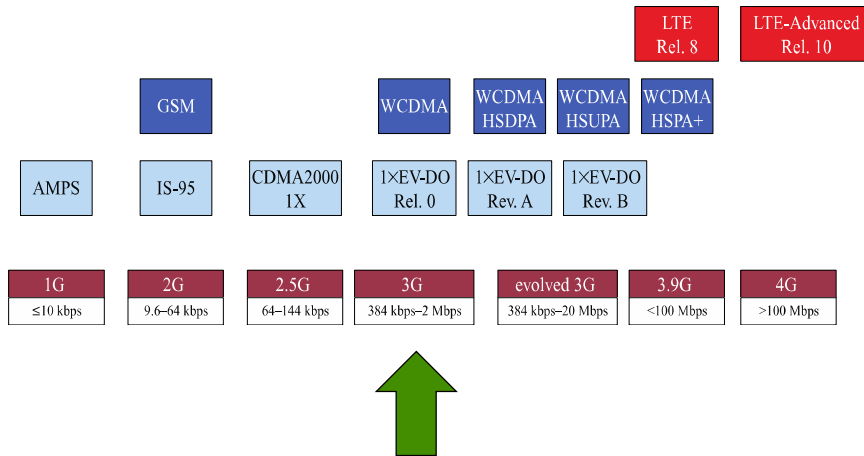 LTE
Rel. 8
LTE-Advanced
Rel. 10
GSM
WCDMA
WCDMA
HSDPA
WCDMA
HSUPA
WCDMA
HSPA+
AMPS
IS-95
CDMA2000
1X
1×EV-DO
Rel. 0
1×EV-DO
Rev. A
1×EV-DO
Rev. B
1G
≤10 kbps
2G
9.6–64 kbps
2.5G
64–144 kbps
3G
384 kbps–2 Mbps
evolved 3G
384 kbps–20 Mbps
3.9G
<100 Mbps
4G
>100 Mbps